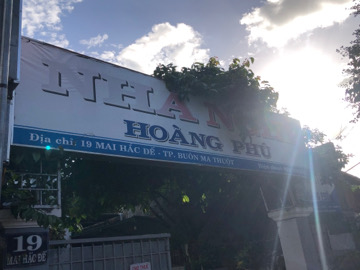 NHÀ N
HOÀNG PHÚ
Địa chỉ: 19 MAI HẮC ĐẾ - TP. BUÔN MA THUỘT
19
MAI HẮC ĐẾ